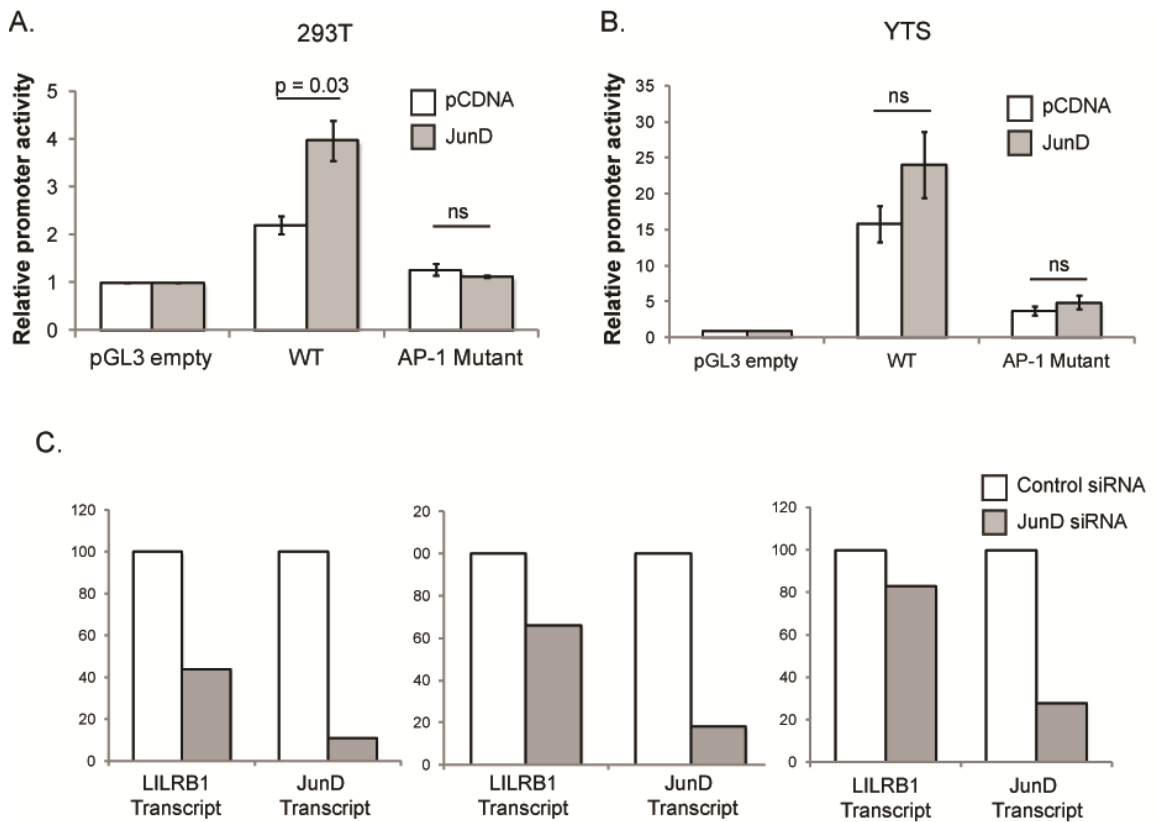 A.
293T
Relative promoter activity
5
4
3
2
1
0
p = 0.03
ns
pCDNA
JunD
pGL3 empty
WT
AP-1 Mutant
B.
YTS
Relative promoter activity
35
30
25
20
15
10
5
0
ns
ns
pCDNA
JunD
pGL3 empty
WT
AP-1 Mutant
C.
Control siRNA
JunD siRNA
120
100
80
60
40
20
0
LILRB1
Transcript
JunD
Transcript
20
00
80
60
40
20
0
LILRB1
Transcript
JunD
Transcript
120
100
80
60
40
20
0
LILRB1
Transcript
JunD
Transcript